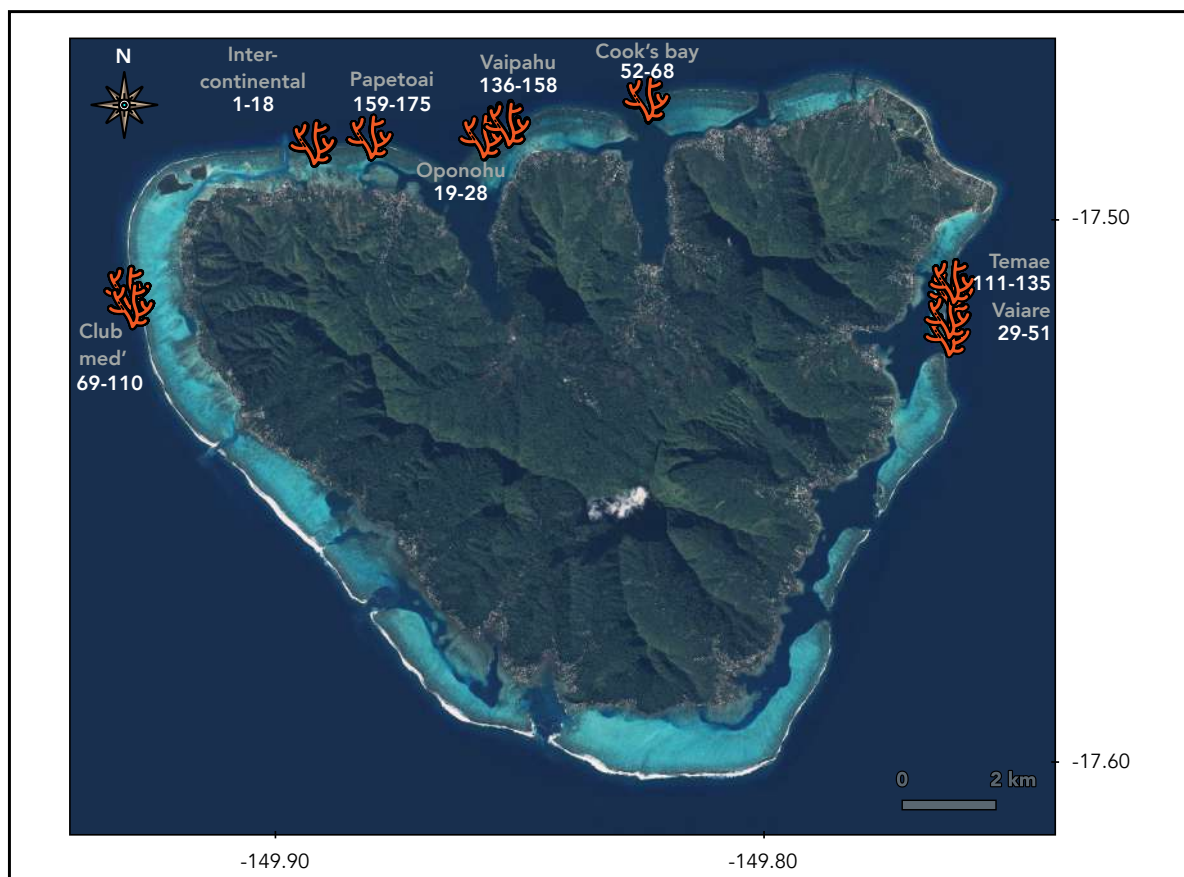 N
Inter-
continental
1-18
Papetoai
159-175
Vaipahu
136-158
Cook's bay
52-68
Oponohu
19-28
-17.50
Temae
111-135
Vaiare
29-51
Club
med'
69-110
-17.60
0 2 km
-149.90 -149.80